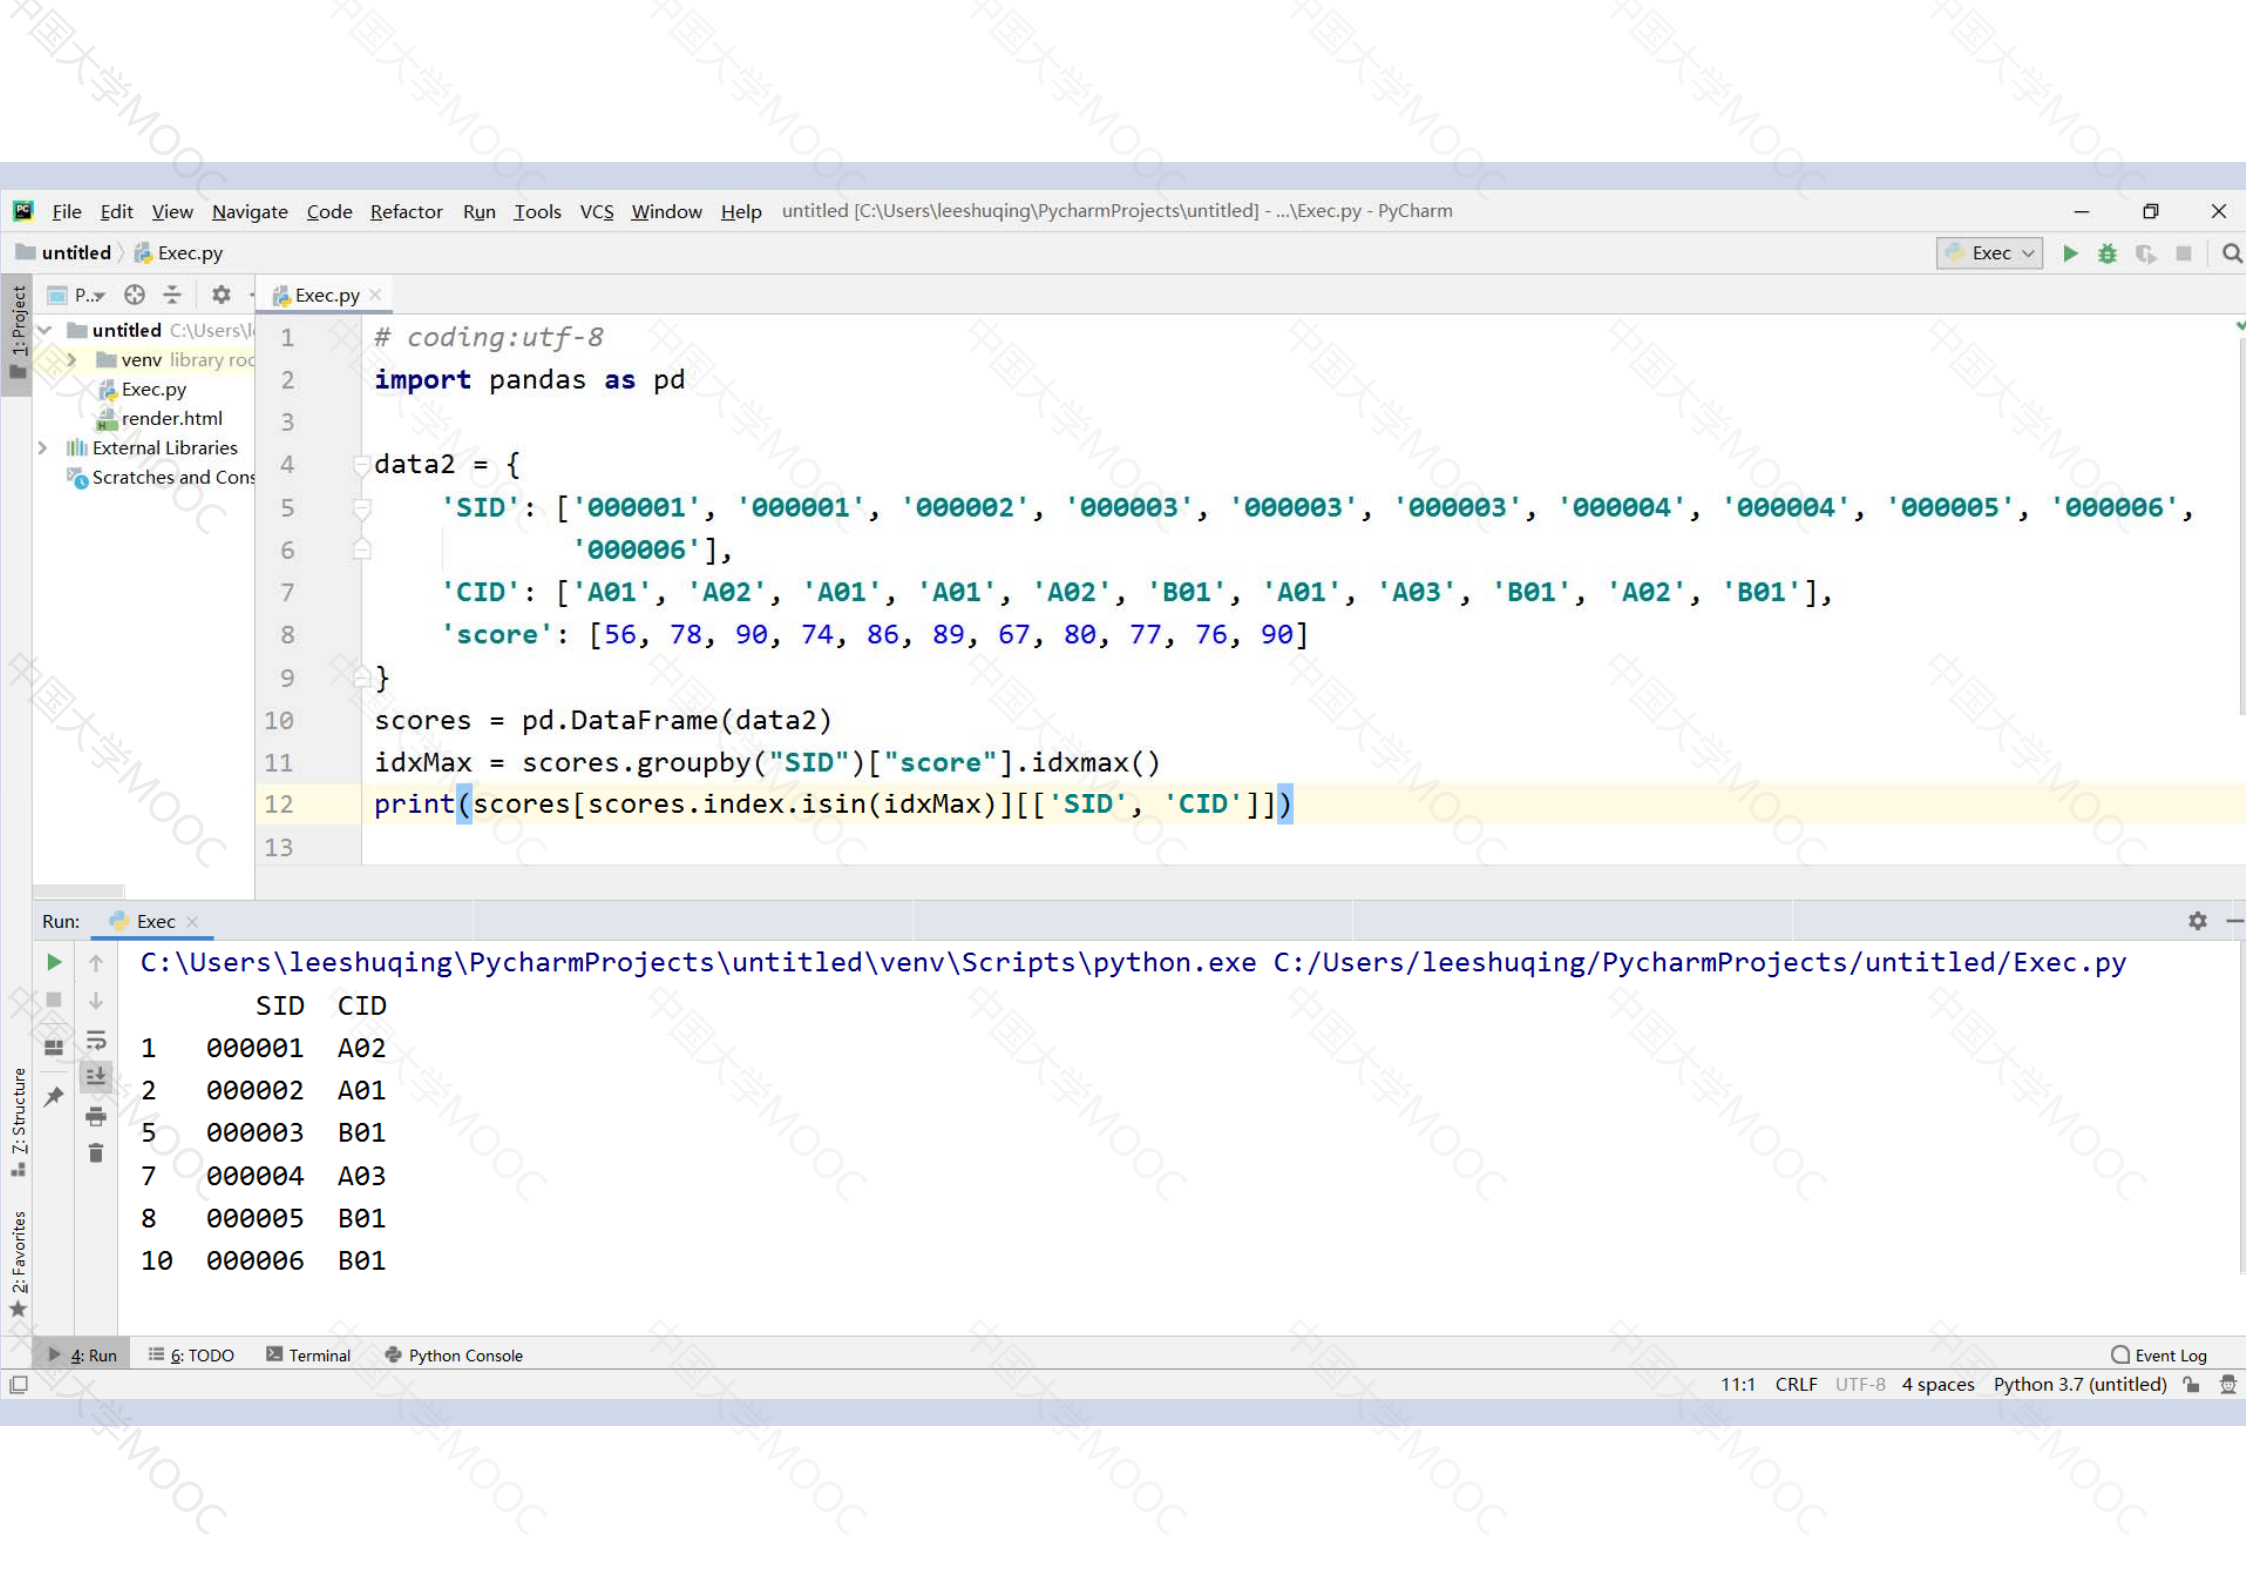 File Edit View Navigate Code Refactor Run Tools VCS Window Help untitled [C:\Users\leeshuqing\PycharmProjects\untitled] - ...\Exec.py - PyCharm
untitled Exec.py Exec
1: Project
P.. Exec.py
untitled C:\Users\l
venv library roo
Exec.py
render.html
External Libraries
Scratches and Cons
1 # coding:utf-8
2 import pandas as pd
3
4 data2 = {
5 'SID': ['000001', '000001', '000002', '000003', '000003', '000003', '000004', '000004', '000005', '000006',
6 '000006'],
7 'CID': ['A01', 'A02', 'A01', 'A01', 'A02', 'B01', 'A01', 'A03', 'B01', 'A02', 'B01'],
8 'score': [56, 78, 90, 74, 86, 89, 67, 80, 77, 76, 90]
9 }
10 scores = pd.DataFrame(data2)
11 idxMax = scores.groupby("SID")["score"].idxmax()
12 print(scores[scores.index.isin(idxMax)][['SID', 'CID']])
13
Run: Exec
C:\Users\leeshuqing\PycharmProjects\untitled\venv\Scripts\python.exe C:/Users/leeshuqing/PycharmProjects/untitled/Exec.py
SID CID
1 000001 A02
2 000002 A01
5 000003 B01
7 000004 A03
8 000005 B01
10 000006 B01
Z: Structure
2: Favorites
4: Run 6: TODO Terminal Python Console Event Log
11:1 CRLF UTF-8 4 spaces Python 3.7 (untitled)
中国大学MOOC